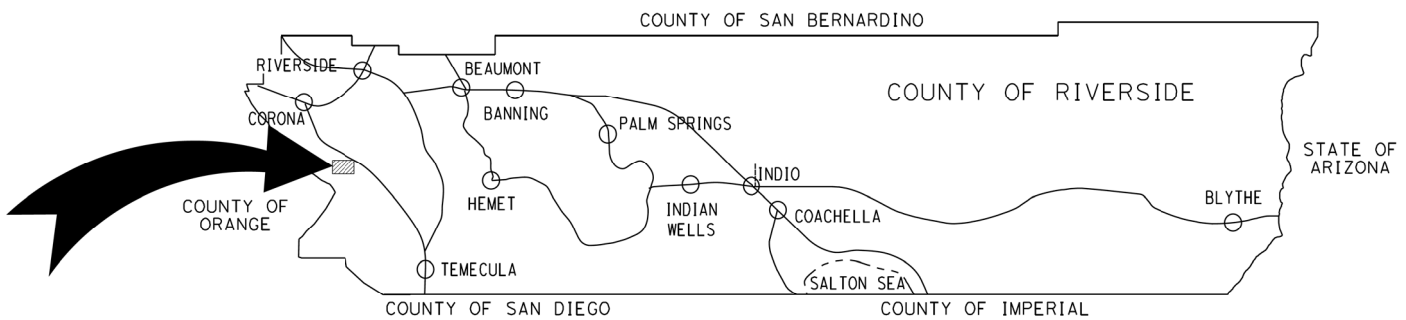 COUNTY OF SAN BERNARDINO
RIVERSIDE
BEAUMONT
COUNTY OF RIVERSIDE
BANNING
CORONA
PALM SPRINGS
STATE OF
ARIZONA
INDIO
HEMET
COUNTY OF
ORANGE
INDIAN
WELLS
COACHELLA
BLYTHE
TEMECULA
SALTON SEA
COUNTY OF SAN DIEGO
COUNTY OF IMPERIAL